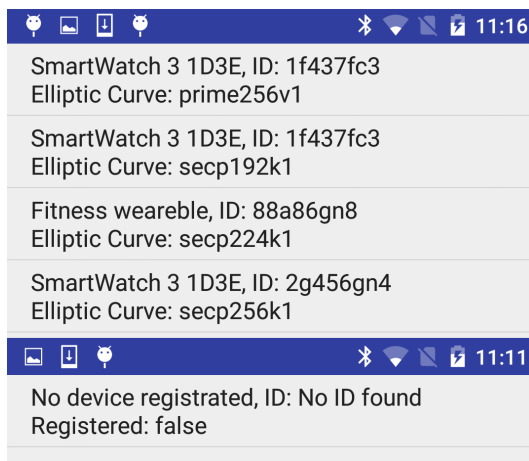 11:16
SmartWatch 3 1D3E, ID: 1f437fc3
Elliptic Curve: prime256v1
SmartWatch 3 1D3E, ID: 1f437fc3
Elliptic Curve: secp192k1
Fitness weareble, ID: 88a86gn8
Elliptic Curve: secp224k1
SmartWatch 3 1D3E, ID: 2g456gn4
Elliptic Curve: secp256k1
11:11
No device registrated, ID: No ID found
Registered: false